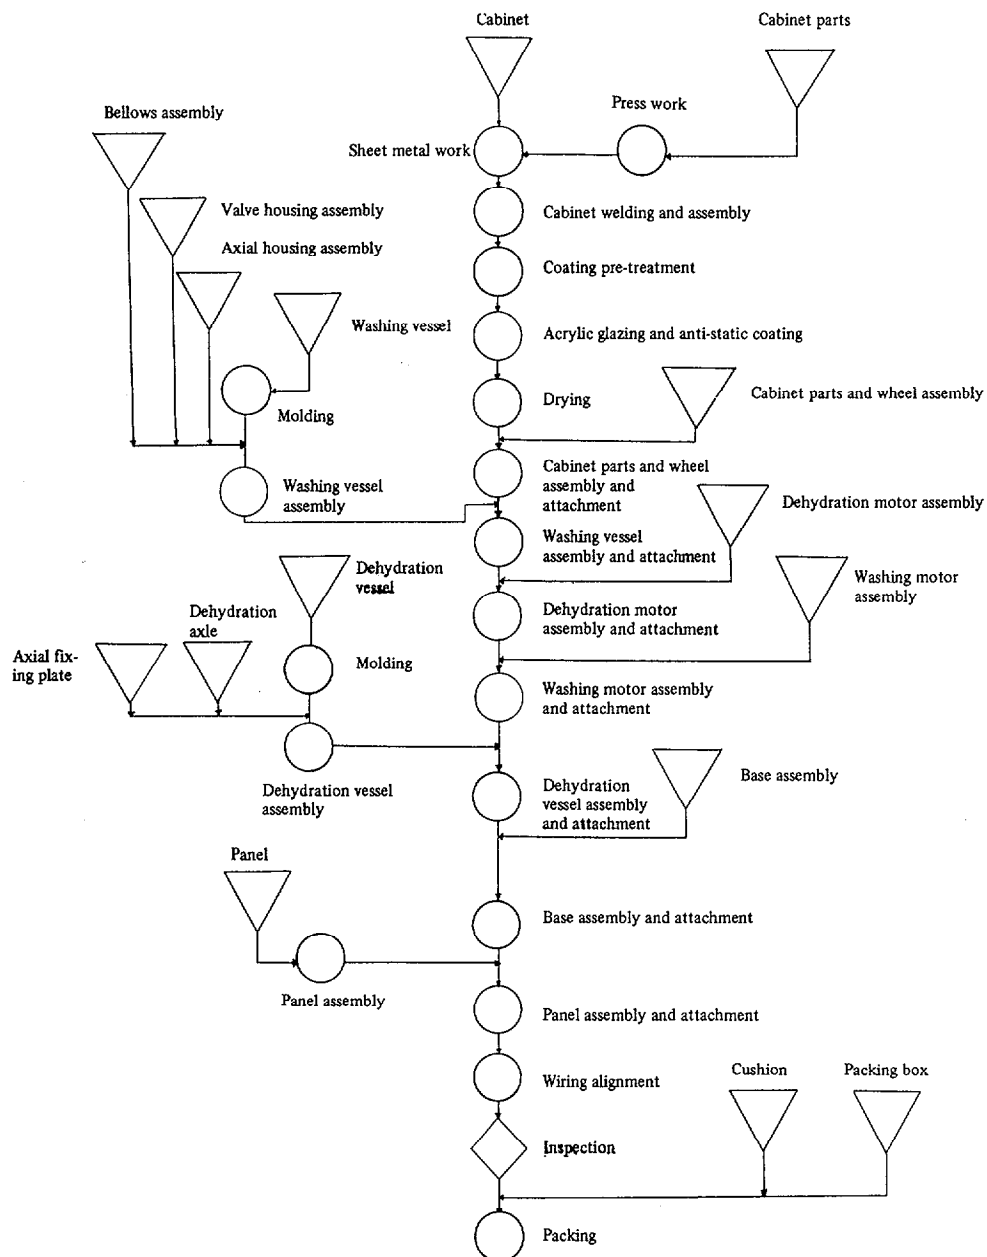 Cabinet
Cabinet parts
Press work
Bellows assembly
Sheet metal work
Valve housing assembly
Cabinet welding and assembly
Axial housing assembly
Coating pre-treatment
Washing vessel
Acrylic glazing and anti-static coating
Drying
Cabinet parts and wheel assembly
Molding
Cabinet parts and wheel
assembly and
attachment
Washing vessel
assembly
Dehydration motor assembly
Washing vessel
assembly and attachment
Dehydration
vessel
Washing motor
assembly
Dehydration
axle
Dehydration motor
assembly and attachment
Axial fix-
ing plate
Molding
Washing motor assembly
and attachment
Dehydration vessel assembly
assembly
Dehydration
vessel assembly
and attachment
Base assembly
Panel
Base assembly and attachment
Panel assembly
Panel assembly and attachment
Wiring alignment
Cushion
Packing box
Inspection
Packing